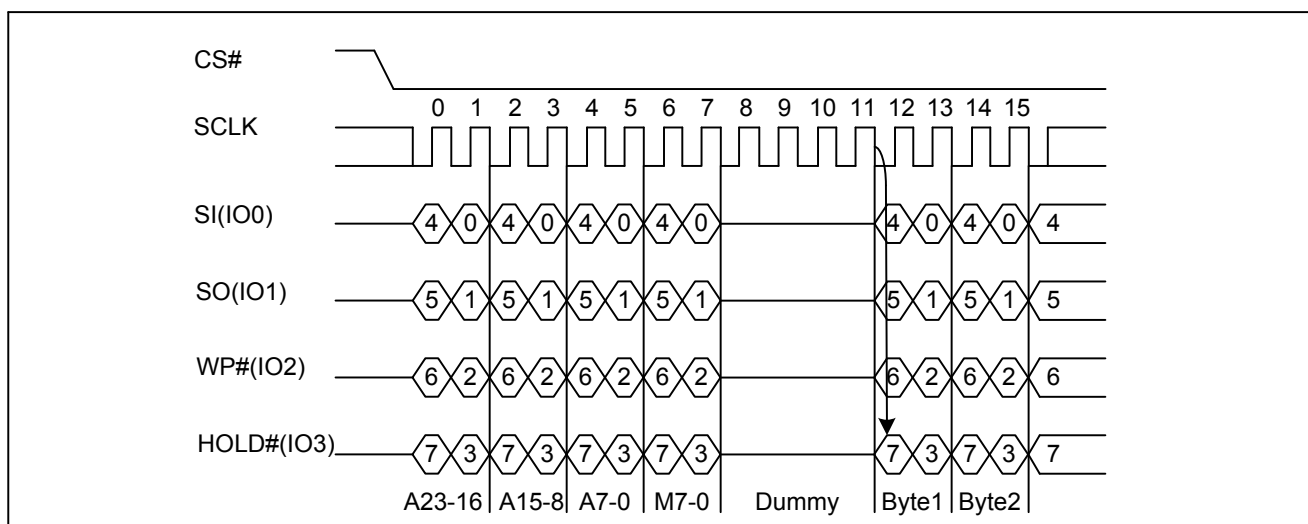 CS#
0 1 2 3 4 5 6 7 8 9 10 11 12 13 14 15
SCLK
SI(IO0) 4 0 4 0 4 0 4 0 4 0 4 0 4
SO(IO1) 5 1 5 1 5 1 5 1 5 1 5 1 5
WP#(IO2) 6 2 6 2 6 2 6 2 6 2 6 2 6
HOLD#(IO3) 7 3 7 3 7 3 7 3 7 3 7 3 7
A23-16 A15-8 A7-0 M7-0 Dummy Byte1 Byte2